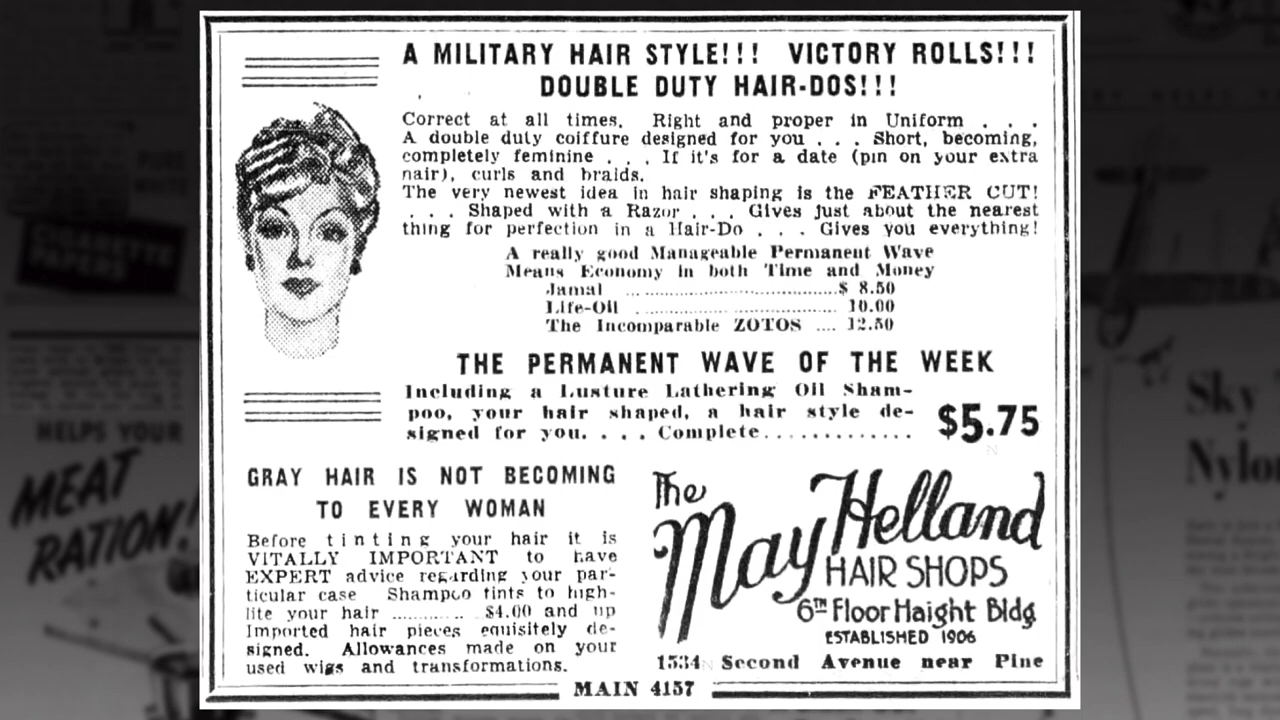 A MILITARY HAIR STYLE!!! VICTORY ROLLS!!!
DOUBLE DUTY HAIR-DOS!!!
Correct at all times. Right and proper in Uniform . . .
A double duty coiffure designed for you . . . Short, becoming,
completely feminine . . . If it's for a date (pin on your extra
nair), curls and braids.
The very newest idea in hair shaping is the FEATHER CUT!
. . . Shaped with a Razor . . . Gives just about the nearest
thing for perfection in a Hair-Do . . . Gives you everything!
A really good Manageable Permanent Wave
Means Economy in both Time and Money
Jamal ........................ $ 8.50
Life-Oil ........................ 10.00
The Incomparable ZOTOS .... 12.50
THE PERMANENT WAVE OF THE WEEK
Including a Lusture Lathering Oil Sham-
poo, your hair shaped, a hair style de-
signed for you. . . . Complete.............
$5.75
GRAY HAIR IS NOT BECOMING
TO EVERY WOMAN
Before tinting your hair it is
VITALLY IMPORTANT to have
EXPERT advice regarding your par-
ticular case Shampoo tints to high-
lite your hair ............ $4.00 and up
Imported hair pieces equisitely de-
signed. Allowances made on your
used wigs and transformations.
The
May Helland
HAIR SHOPS
6TH Floor Haight Bldg
ESTABLISHED 1906
1534 Second Avenue near Pine
MAIN 4157
CIGARETTE
PAPERS
HELPS YOUR
MEAT
RATION!
Sky